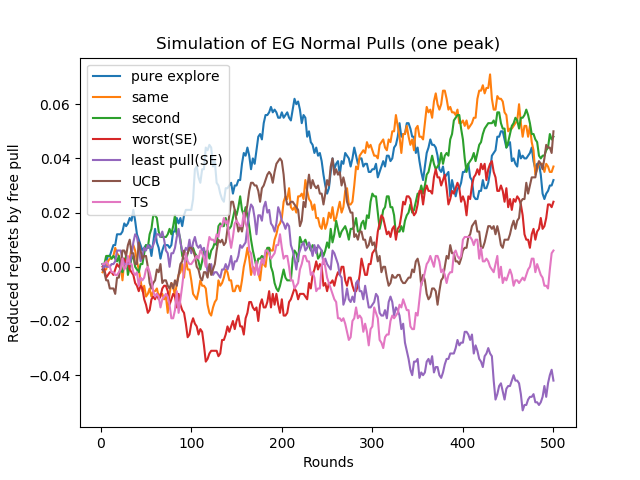 Simulation of EG Normal Pulls (one peak)
pure explore
same
second
worst(SE)
least pull(SE)
UCB
TS
Reduced regrets by free pull
0.06
0.04
0.02
0.00
−0.02
−0.04
0
100
200
300
400
500
Rounds